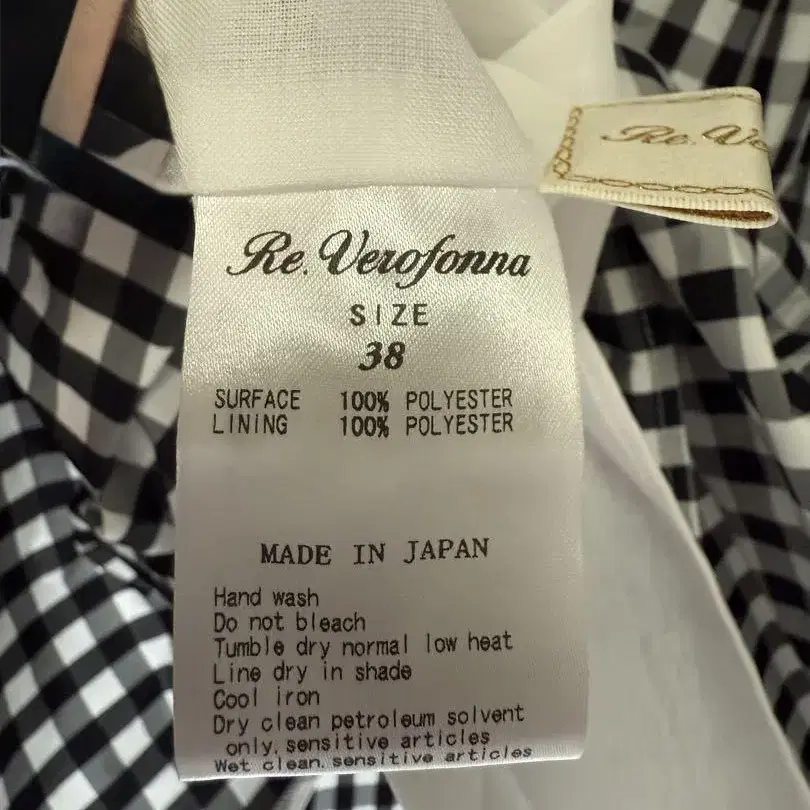 Re. Ve
Re. Verofonna
SIZE
38
SURFACE 100% POLYESTER
LINING 100% POLYESTER
MADE IN JAPAN
Hand wash
Do not bleach
Tumble dry normal low heat
Line dry in shade
Cool iron
Dry clean petroleum solvent
only, sensitive articles
Wet clean, sensitive articles